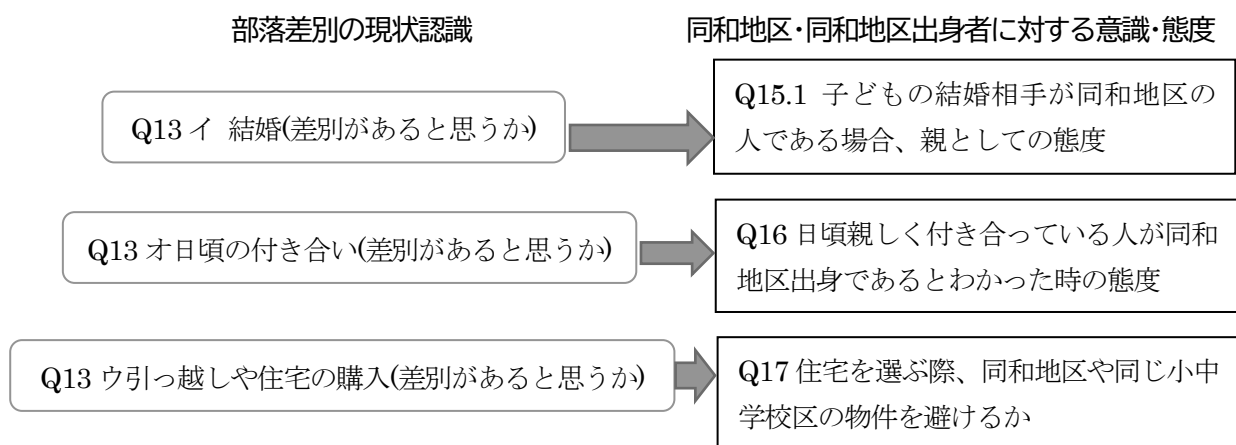 部落差別の現状認識
同和地区・同和地区出身者に対する意識・態度
Q13 イ 結婚(差別があると思うか)
Q15.1 子どもの結婚相手が同和地区の
人である場合、親としての態度
Q13 オ日頃の付き合い(差別があると思うか)
Q16 日頃親しく付き合っている人が同和
地区出身であるとわかった時の態度
Q13 ウ引っ越しや住宅の購入(差別があると思うか)
Q17 住宅を選ぶ際、同和地区や同じ小中
学校区の物件を避けるか